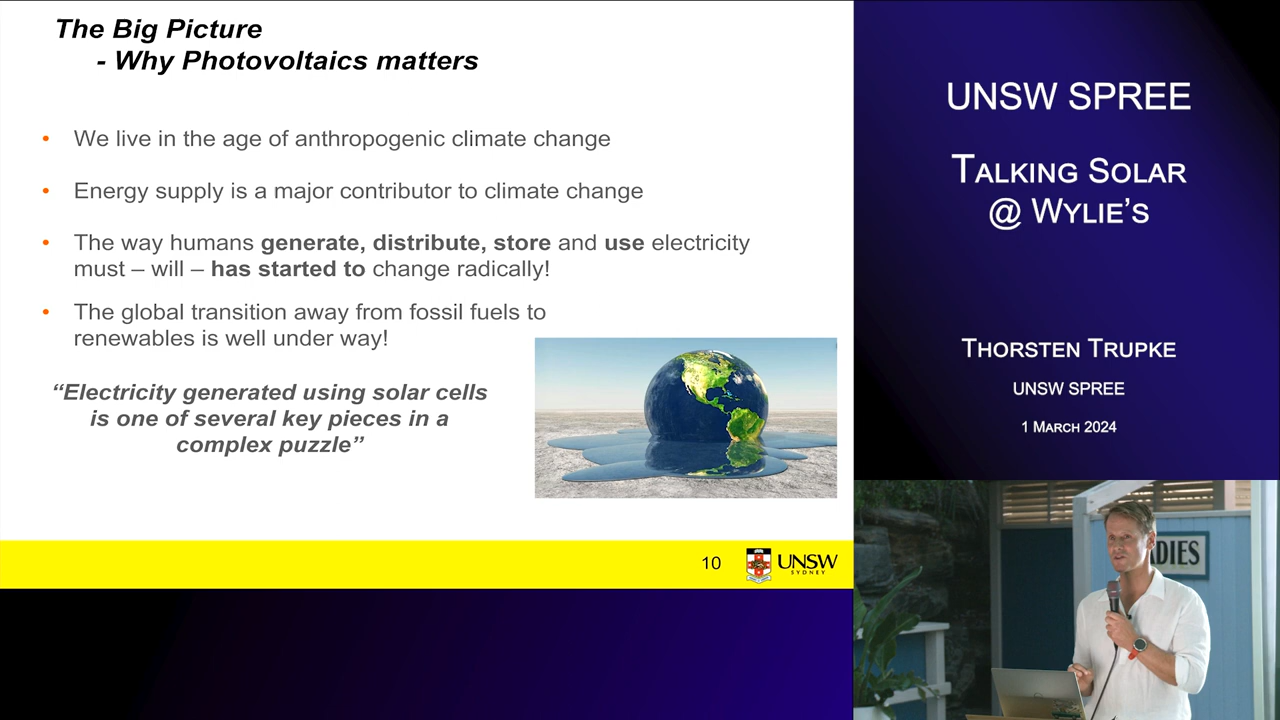 The Big Picture
- Why Photovoltaics matters
• We live in the age of anthropogenic climate change
• Energy supply is a major contributor to climate change
• The way humans generate, distribute, store and use electricity
must – will – has started to change radically!
• The global transition away from fossil fuels to
renewables is well under way!
“Electricity generated using solar cells
is one of several key pieces in a
complex puzzle”
10
UNSW
SYDNEY
UNSW SPREE
Talking Solar
@ Wylie’s
Thorsten Trupke
UNSW SPREE
1 March 2024
ADIES